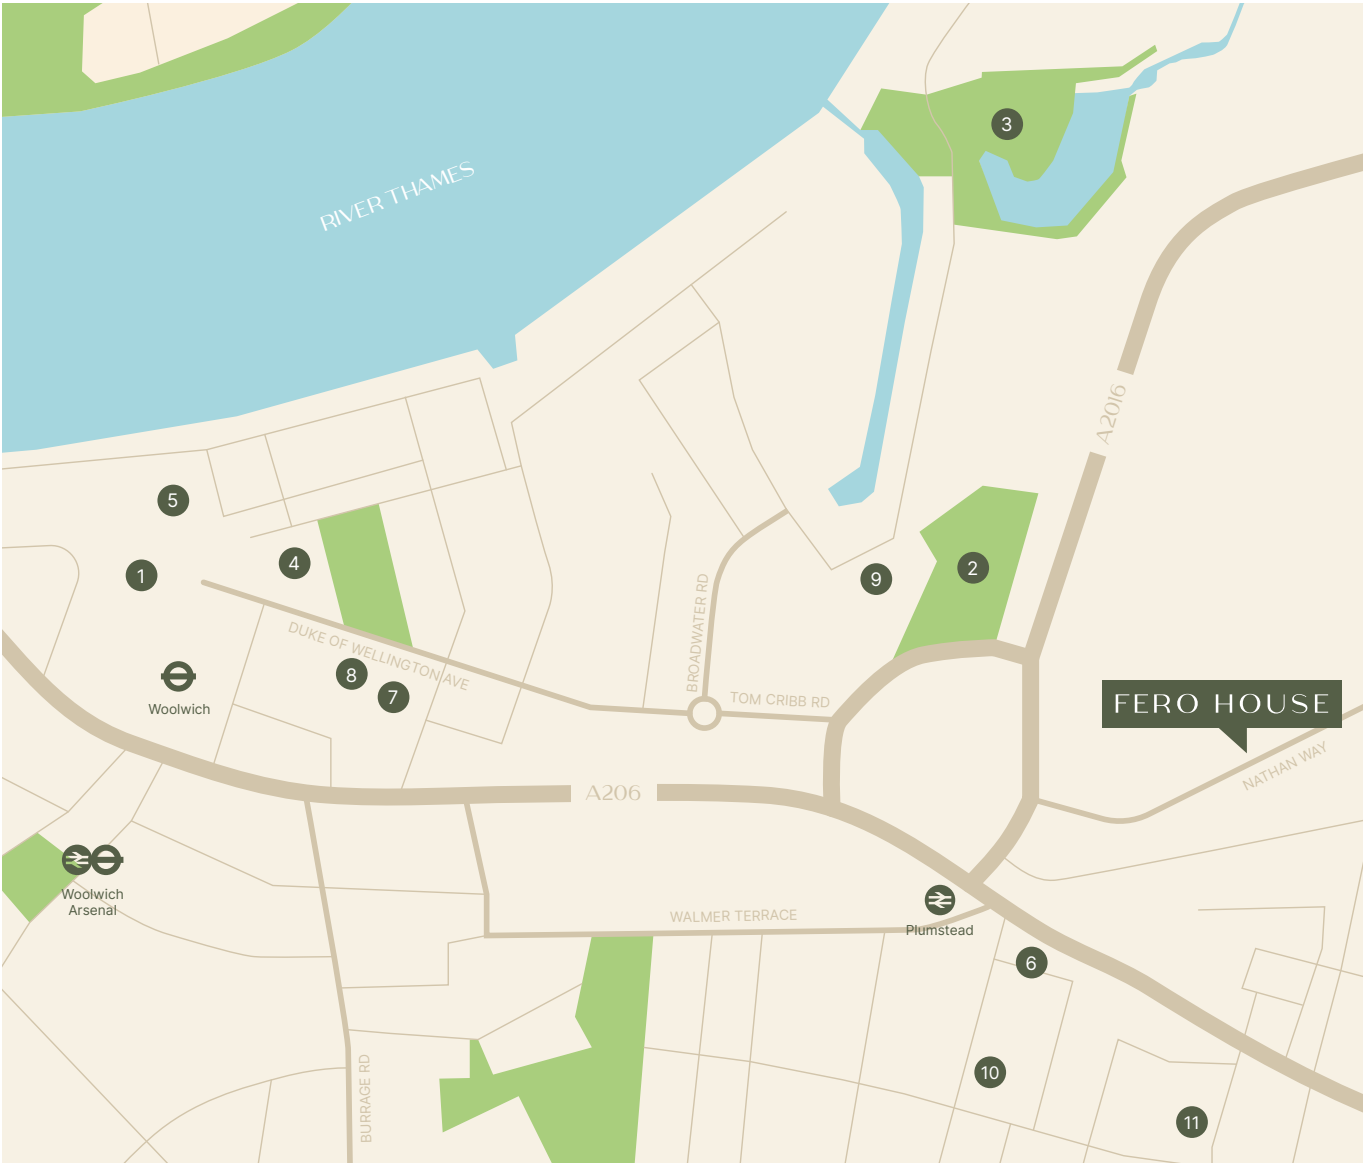 3
RIVER THAMES
A2016
5
4
1
2
9
BROADWATER RD
DUKE OF WELLINGTON AVE
8
7
Woolwich
TOM CRIBB RD
FERO HOUSE
NATHAN WAY
A206
Woolwich
Arsenal
WALMER TERRACE
Plumstead
6
10
BURRAGE RD
11